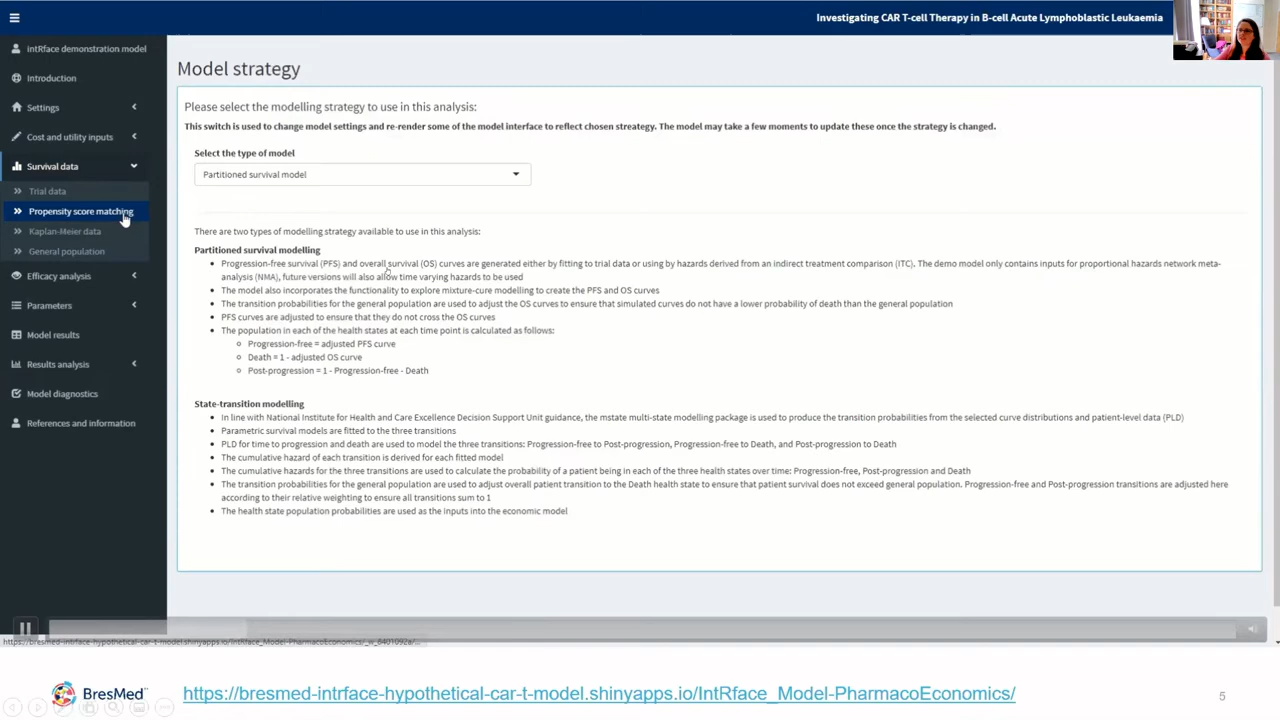 Investigating CAR T-cell Therapy in B-cell Acute Lymphoblastic Leukaemia
IntRface demonstration model
Introduction
Settings
Cost and utility inputs
Survival data
Trial data
Propensity score matching
Kaplan-Meier data
General population
Efficacy analysis
Parameters
Model results
Results analysis
Model diagnostics
References and information
Model strategy
Please select the modelling strategy to use in this analysis:
This switch is used to change model settings and re-render some of the model interface to reflect chosen streategy. The model may take a few moments to update these once the strategy is changed.
Select the type of model
Partitioned survival model
There are two types of modelling strategy available to use in this analysis:
Partitioned survival modelling
Progression-free survival (PFS) and overall survival (OS) curves are generated either by fitting to trial data or using by hazards derived from an indirect treatment comparison (ITC). The demo model only contains inputs for proportional hazards network meta-
analysis (NMA), future versions will also allow time varying hazards to be used
The model also incorporates the functionality to explore mixture-cure modelling to create the PFS and OS curves
The transition probabilities for the general population are used to adjust the OS curves to ensure that simulated curves do not have a lower probability of death than the general population
PFS curves are adjusted to ensure that they do not cross the OS curves
The population in each of the health states at each time point is calculated as follows:
Progression-free = adjusted PFS curve
Death = 1 - adjusted OS curve
Post-progression = 1 - Progression-free - Death
State-transition modelling
In line with National Institute for Health and Care Excellence Decision Support Unit guidance, the mstate multi-state modelling package is used to produce the transition probabilities from the selected curve distributions and patient-level data (PLD)
Parametric survival models are fitted to the three transitions
PLD for time to progression and death are used to model the three transitions: Progression-free to Post-progression, Progression-free to Death, and Post-progression to Death
The cumulative hazard of each transition is derived for each fitted model
The cumulative hazards for the three transitions are used to calculate the probability of a patient being in each of the three health states over time: Progression-free, Post-progression and Death
The transition probabilities for the general population are used to adjust overall patient transition to the Death health state to ensure that patient survival does not exceed general population. Progression-free and Post-progression transitions are adjusted here
according to their relative weighting to ensure all transitions sum to 1
The health state population probabilities are used as the inputs into the economic model
https://bresmed-intrface-hypothetical-car-t-model.shinyapps.io/IntRface_Model-PharmacoEconomics/_w_8401092a/...
BresMed
https://bresmed-intrface-hypothetical-car-t-model.shinyapps.io/IntRface_Model-PharmacoEconomics/
5